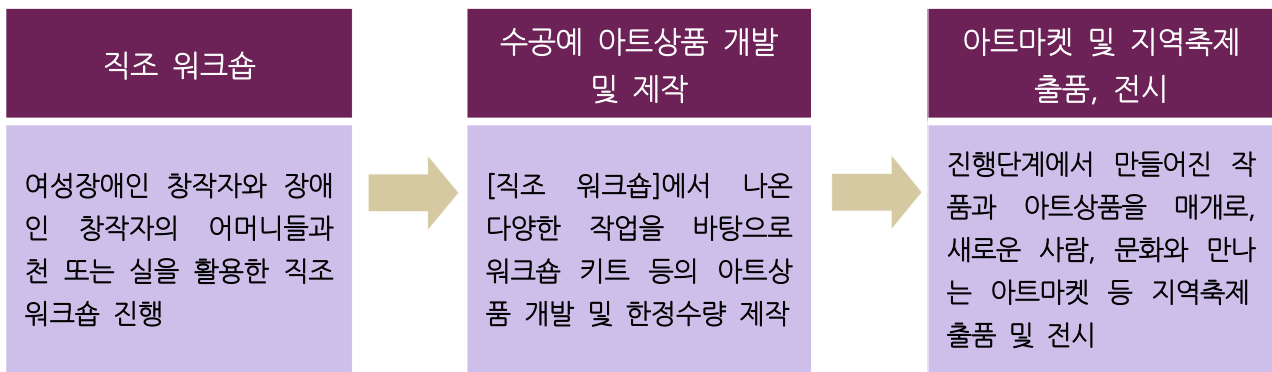 직조 워크숍
여성장애인 창작자와 장애
인 창작자의 어머니들과
천 또는 실을 활용한 직조
워크숍 진행
수공예 아트상품 개발
및 제작
[직조 워크숍]에서 나온
다양한 작업을 바탕으로
워크숍 키트 등의 아트상
품 개발 및 한정수량 제작
아트마켓 및 지역축제
출품, 전시
진행단계에서 만들어진 작
품과 아트상품을 매개로,
새로운 사람, 문화와 만나
는 아트마켓 등 지역축제
출품 및 전시